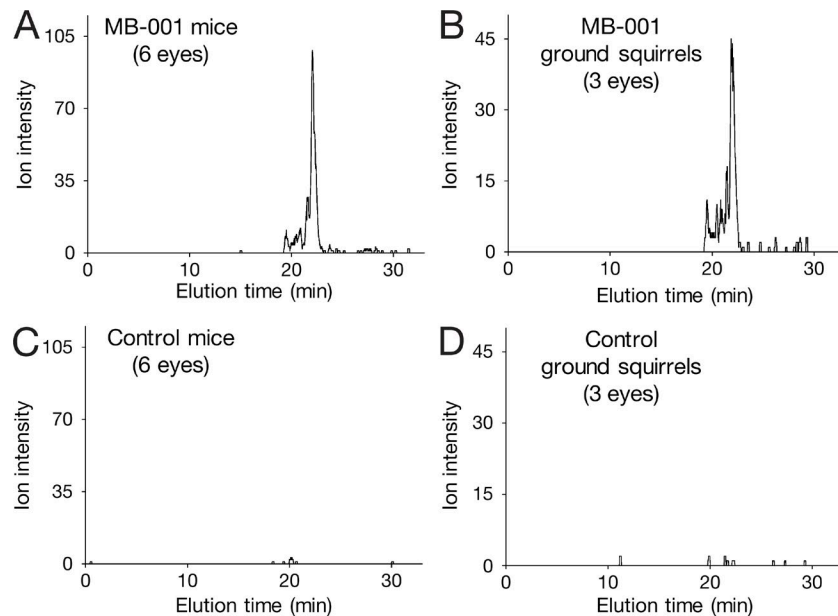 A
MB-001 mice
(6 eyes)
105
70
35
0
Ion intensity
0 10 20 30
Elution time (min)
B
MB-001
ground squirrels
(3 eyes)
45
30
15
0
Ion intensity
0 10 20 30
Elution time (min)
C
Control mice
(6 eyes)
105
70
35
0
Ion intensity
0 10 20 30
Elution time (min)
D
Control
ground squirrels
(3 eyes)
45
30
15
0
Ion intensity
0 10 20 30
Elution time (min)